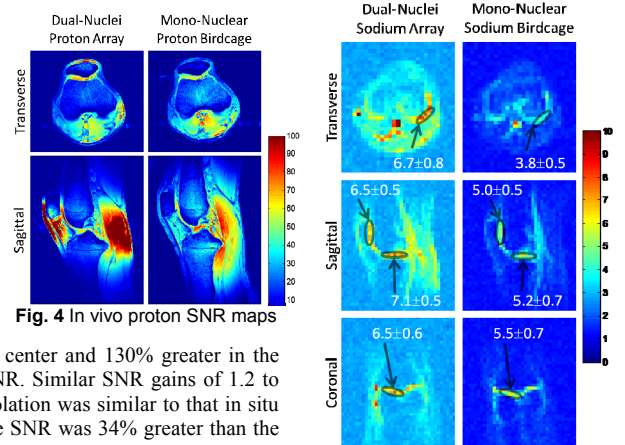 Dual-Nuclei
Proton Array
Mono-Nuclear
Proton Birdcage
Transverse
Sagittal
100
90
80
70
60
50
40
30
20
10
Fig. 4 In vivo proton SNR maps
center and 130% greater in the
NR. Similar SNR gains of 1.2 to
olation was similar to that in situ
e SNR was 34% greater than the
Dual-Nuclei
Sodium Array
Mono-Nuclear
Sodium Birdcage
Transverse
6.7±0.8
3.8±0.5
Sagittal
6.5±0.5
5.0±0.5
7.1±0.5
5.2±0.7
Coronal
6.5±0.6
5.5±0.7
10
9
8
7
6
5
4
3
2
1
0